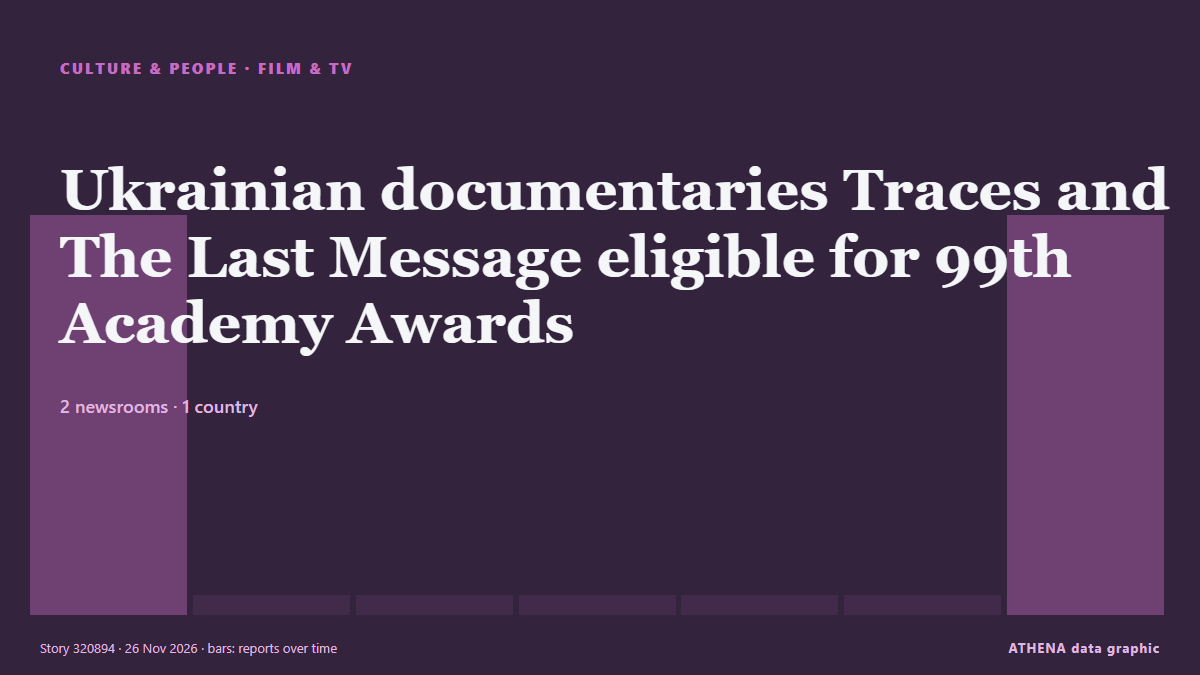 CULTURE & PEOPLE · FILM & TV
Ukrainian documentaries Traces and
The Last Message eligible for 99th
Academy Awards
2 newsrooms · 1 country
Story 320894 · 26 Nov 2026 · bars: reports over time
ATHENA data graphic